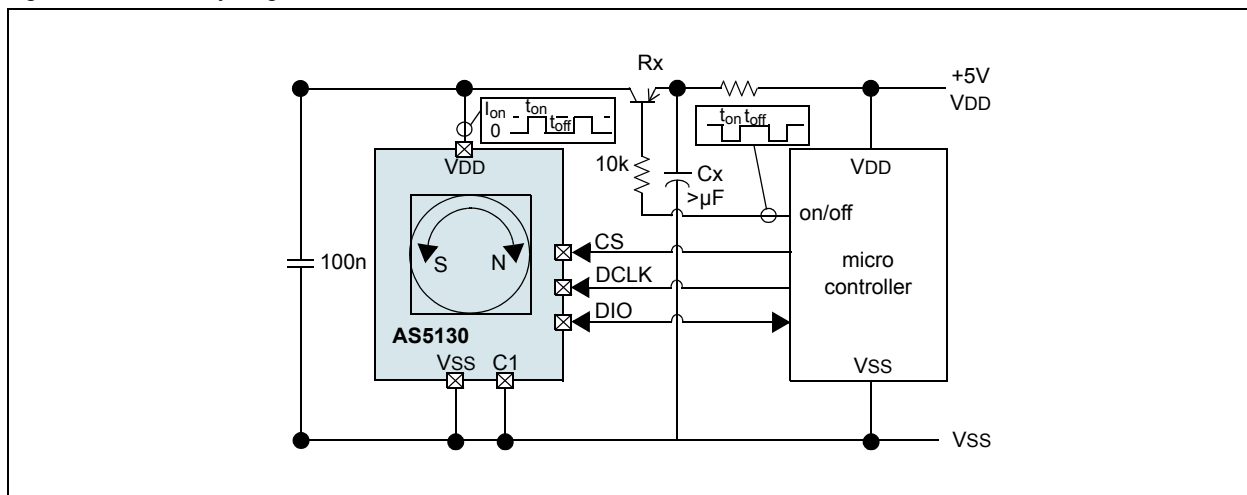 Rx
+5V
VDD
Ion
0
ton
toff
ton toff
VDD
10k
Cx
>µF
VDD
on/off
100n
S
N
CS
DCLK
DIO
micro
controller
AS5130
VSS
C1
VSS
VSS